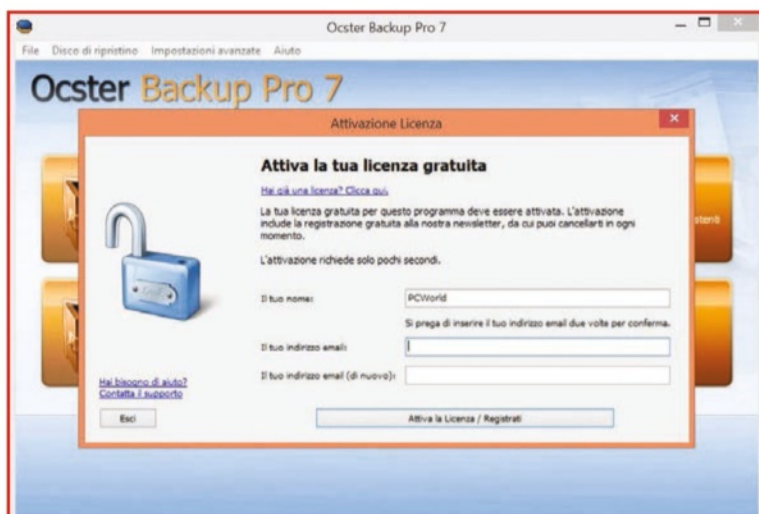 Ocster Backup Pro 7
File Disco di ripristino Impostazioni avanzate Aiuto
Ocster Backup Pro 7
Attivazione Licenza
Attiva la tua licenza gratuita
Hai già una licenza? Clicca qui.
La tua licenza gratuita per questo programma deve essere attivata. L'attivazione
include la registrazione gratuita alla nostra newsletter, da cui puoi cancellarti in ogni
momento.
L'attivazione richiede solo pochi secondi.
Il tuo nome:
PCWorld
Si prega di inserire il tuo indirizzo email due volte per conferma.
Il tuo indirizzo email:
Il tuo indirizzo email (di nuovo):
Hai bisogno di aiuto?
Contatta il supporto
Esci
Attiva la Licenza / Registrati